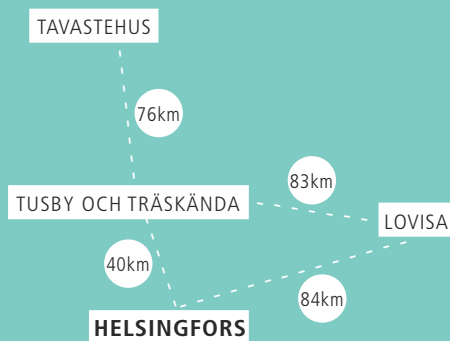 TAVASTEHUS
76km
83km
TUSBY OCH TRÄSKÄNDA
LOVISA
40km
84km
HELSINGFORS